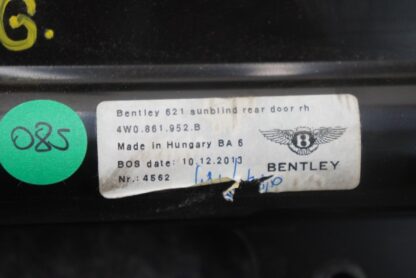 G.
085
Bentley 621 sunblind rear door rh
4W0.861.952.B
Made in Hungary BA 6
BOS date: 10.12.2013
Nr.: 4562
B
BENTLEY